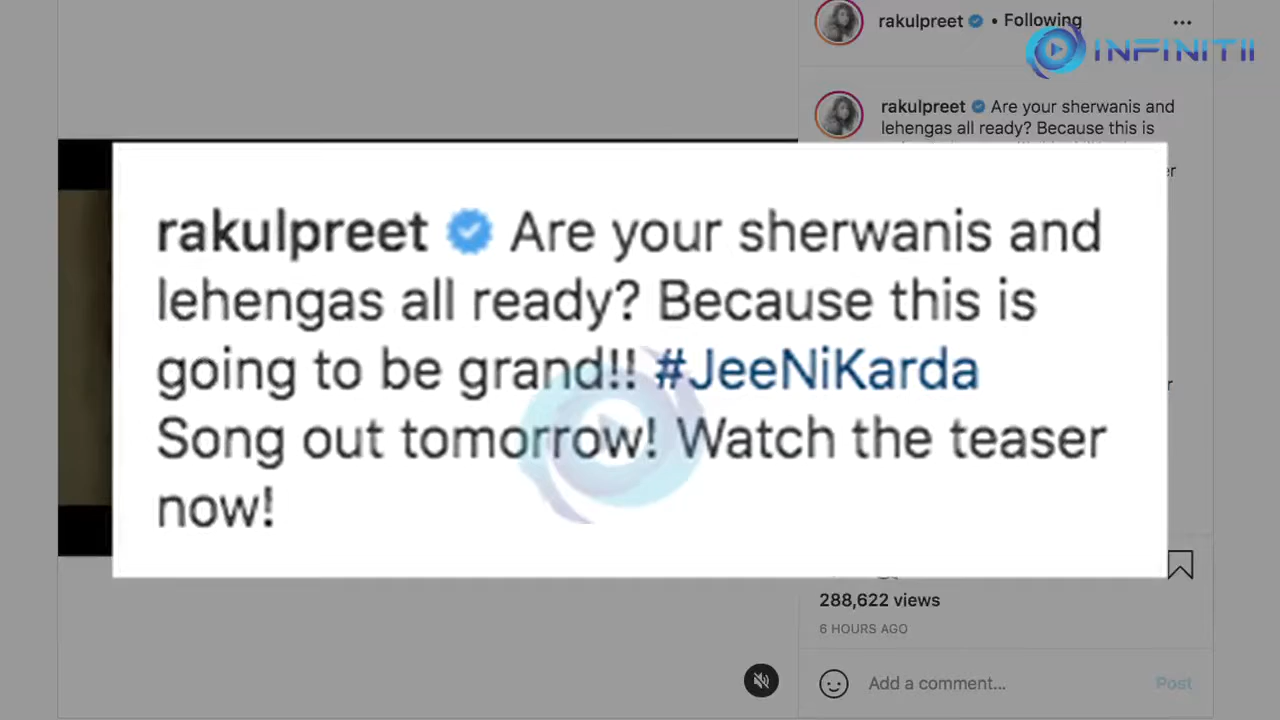 rakulpreet • Following
INFINITII
rakulpreet Are your sherwanis and
lehengas all ready? Because this is
rakulpreet Are your sherwanis and
lehengas all ready? Because this is
going to be grand!! #JeeNiKarda
Song out tomorrow! Watch the teaser
now!
288,622 views
6 HOURS AGO
Add a comment...
Post